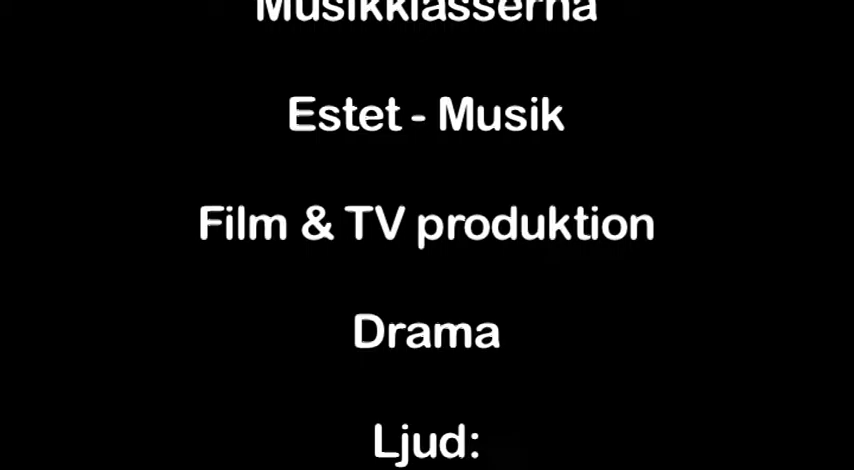 Musikklasserna
Estet - Musik
Film & TV produktion
Drama
Ljud: